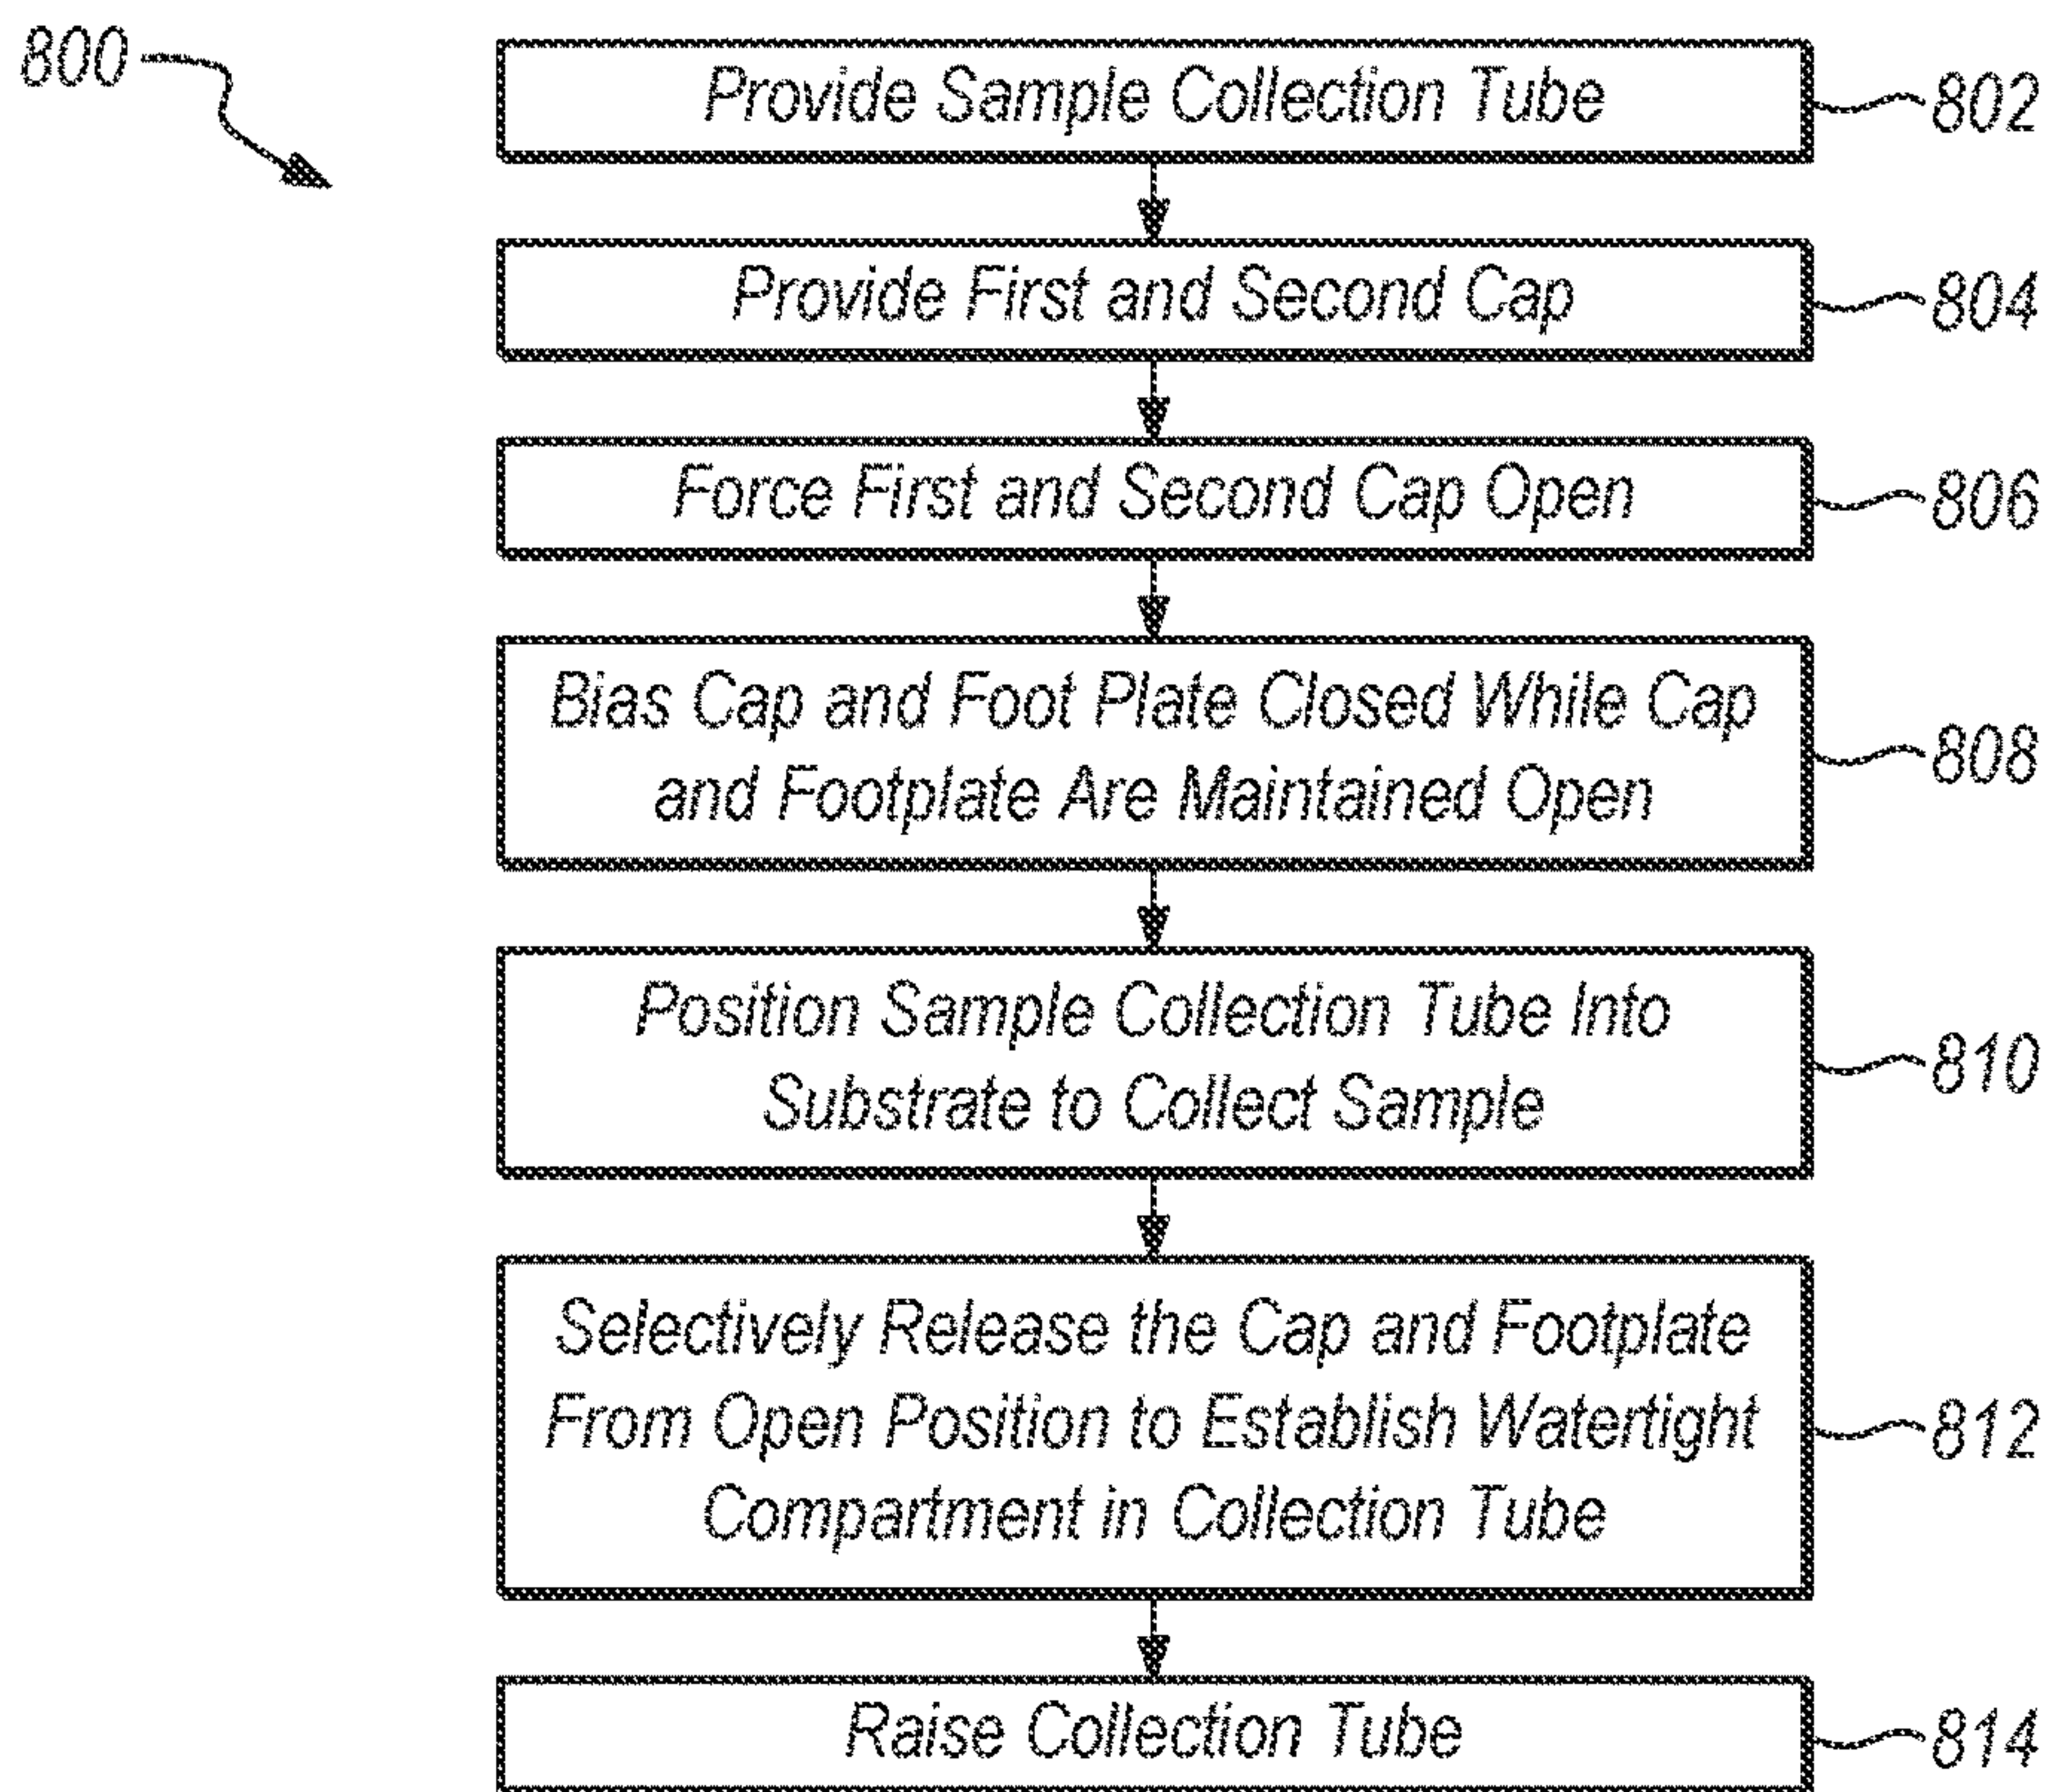 800
Provide Sample Collection Tube
802
Provide First and Second Cap
804
Force First and Second Cap Open
806
Bias Cap and Foot Plate Closed While Cap
and Footplate Are Maintained Open
808
Position Sample Collection Tube Into
Substrate to Collect Sample
810
Selectively Release the Cap and Footplate
From Open Position to Establish Watertight
Compartment in Collection Tube
812
Raise Collection Tube
814